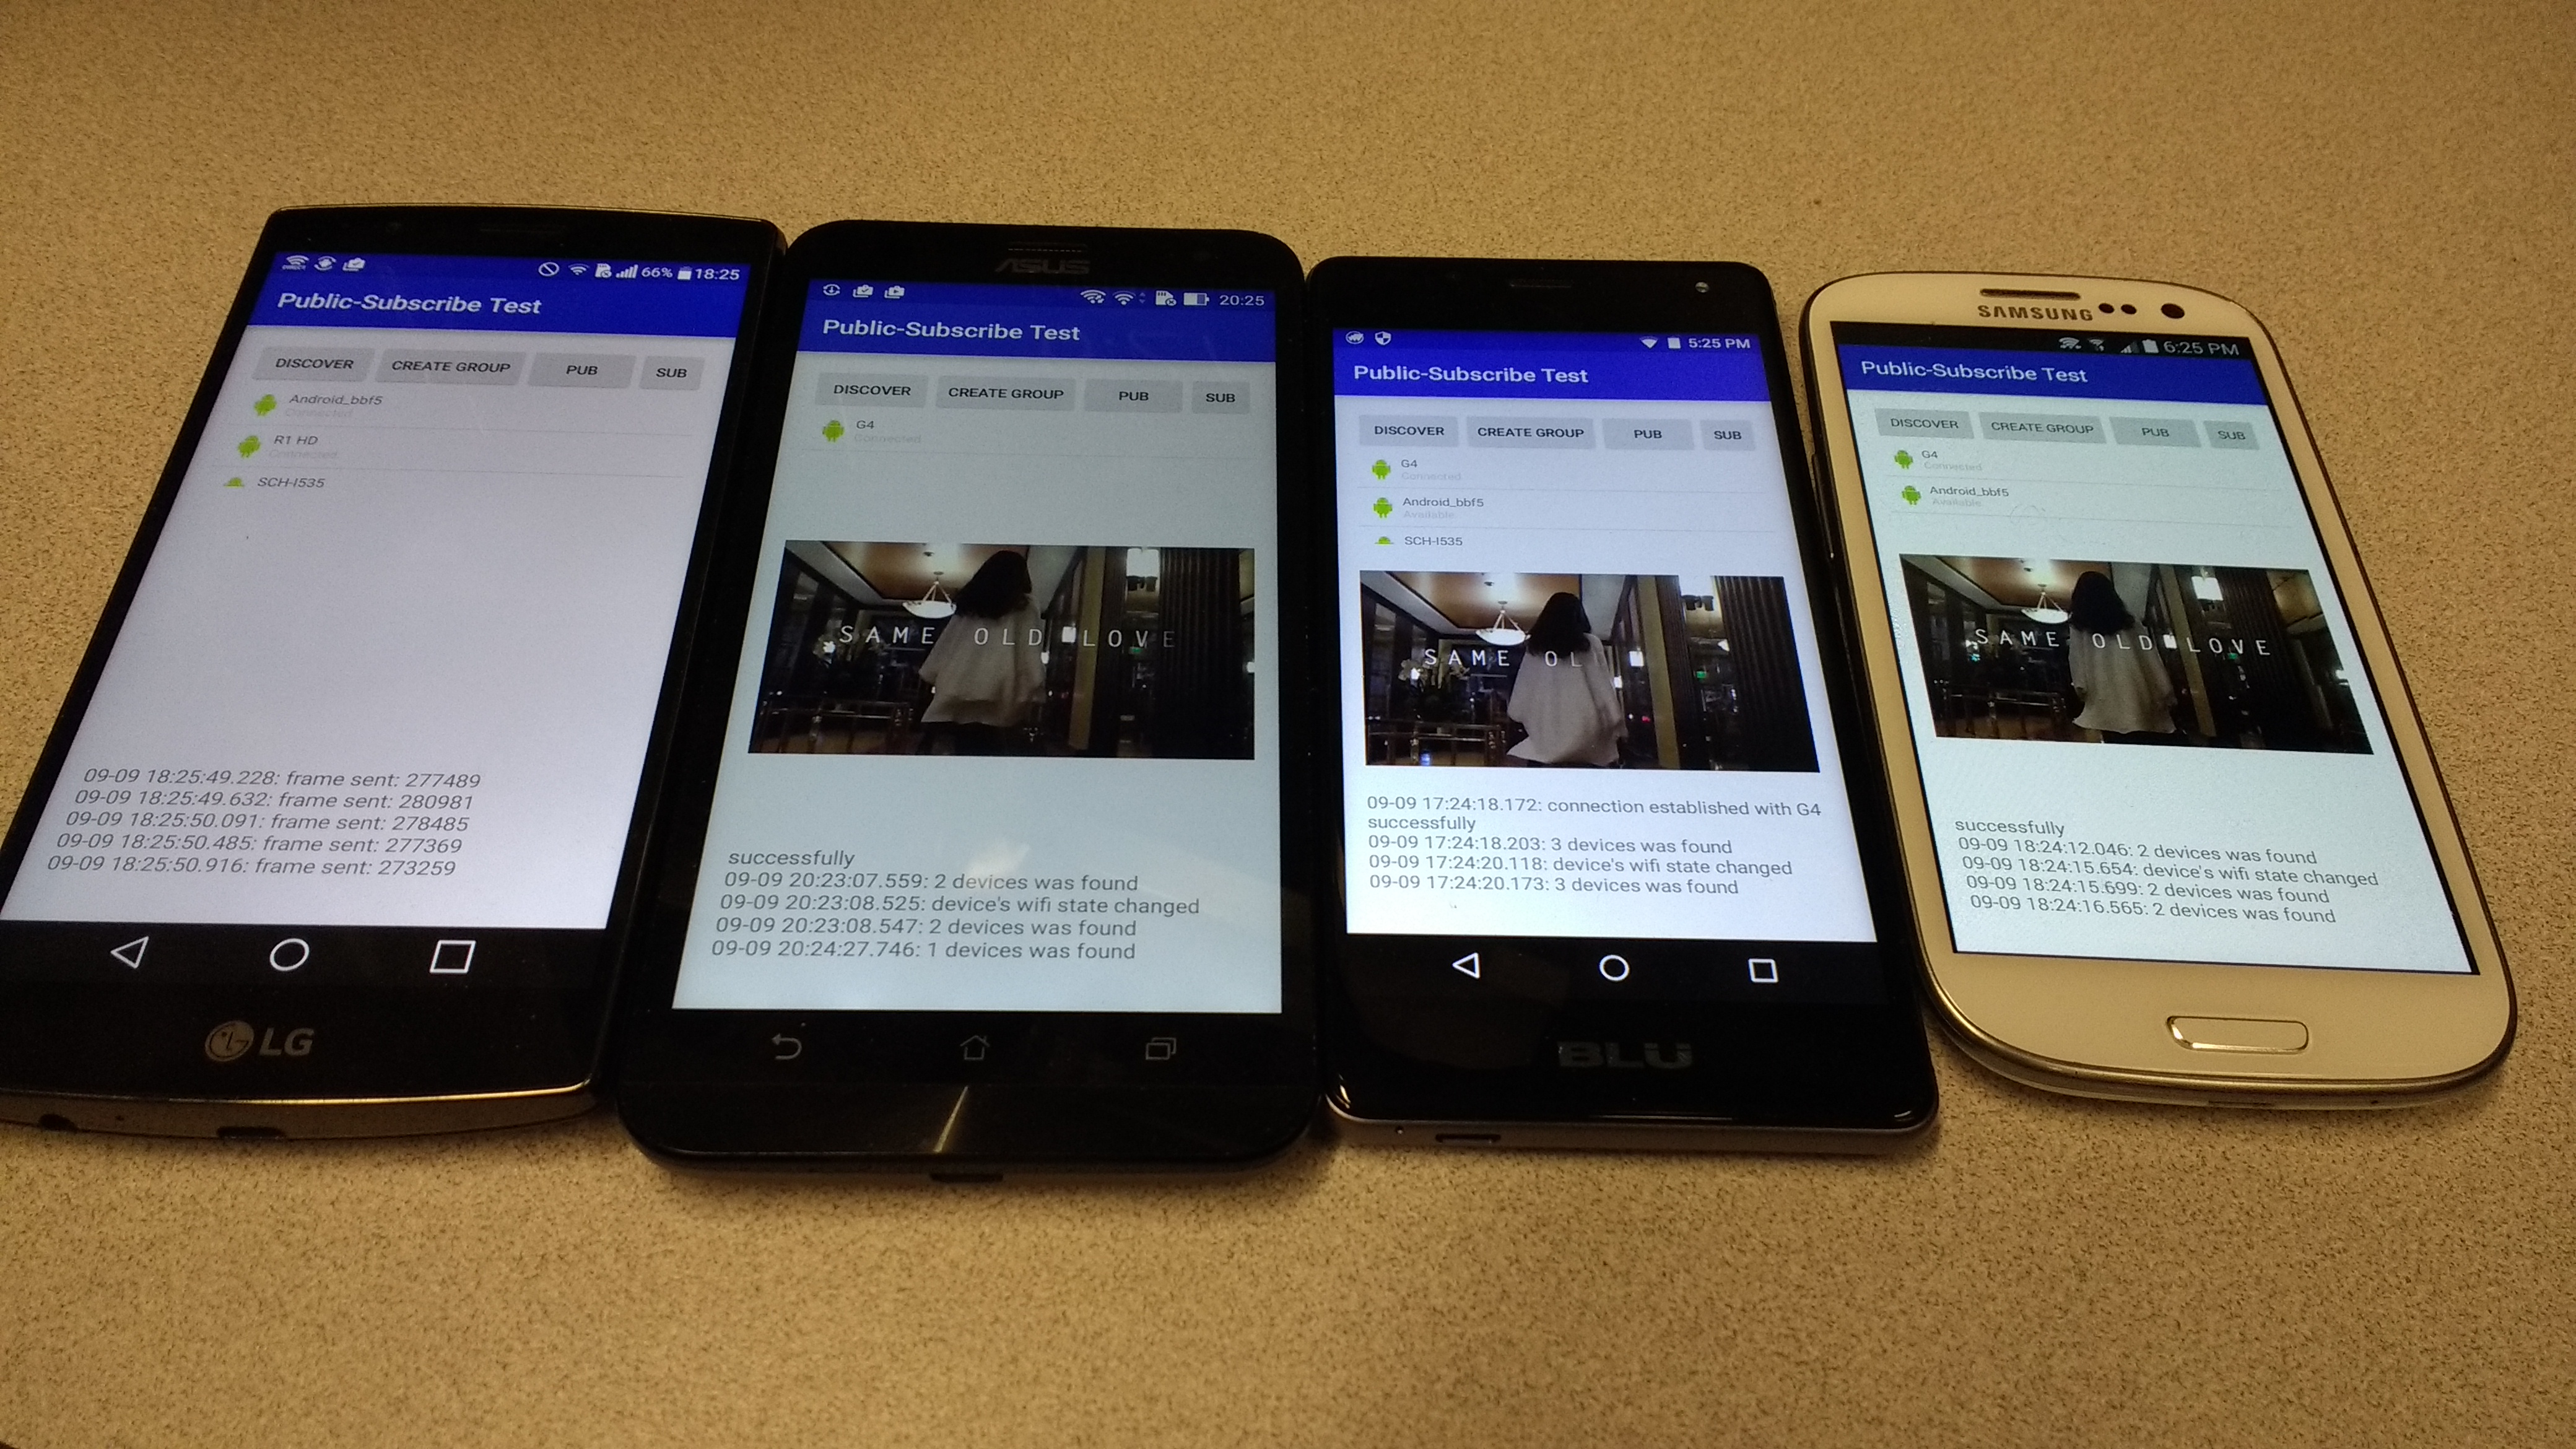 66% 18:25
Public-Subscribe Test
DISCOVER CREATE GROUP PUB SUB
Android_bbf5
Connected
R1 HD
Connected
SCH-I535
09-09 18:25:49.228: frame sent: 277489
09-09 18:25:49.632: frame sent: 280981
09-09 18:25:50.091: frame sent: 278485
09-09 18:25:50.485: frame sent: 277369
09-09 18:25:50.916: frame sent: 273259
LG
ASUS
20:25
Public-Subscribe Test
DISCOVER CREATE GROUP PUB SUB
G4
Connected
SAME OLD LOVE
successfully
09-09 20:23:07.559: 2 devices was found
09-09 20:23:08.525: device's wifi state changed
09-09 20:23:08.547: 2 devices was found
09-09 20:24:27.746: 1 devices was found
5:25 PM
Public-Subscribe Test
DISCOVER CREATE GROUP PUB SUB
G4
Connected
Android_bbf5
Available
SCH-I535
SAME OL
09-09 17:24:18.172: connection established with G4
successfully
09-09 17:24:18.203: 3 devices was found
09-09 17:24:20.118: device's wifi state changed
09-09 17:24:20.173: 3 devices was found
BLU
SAMSUNG
6:25 PM
Public-Subscribe Test
DISCOVER CREATE GROUP PUB SUB
G4
Connected
Android_bbf5
Available
SAME OLD LOVE
successfully
09-09 18:24:12.046: 2 devices was found
09-09 18:24:15.654: device's wifi state changed
09-09 18:24:15.699: 2 devices was found
09-09 18:24:16.565: 2 devices was found